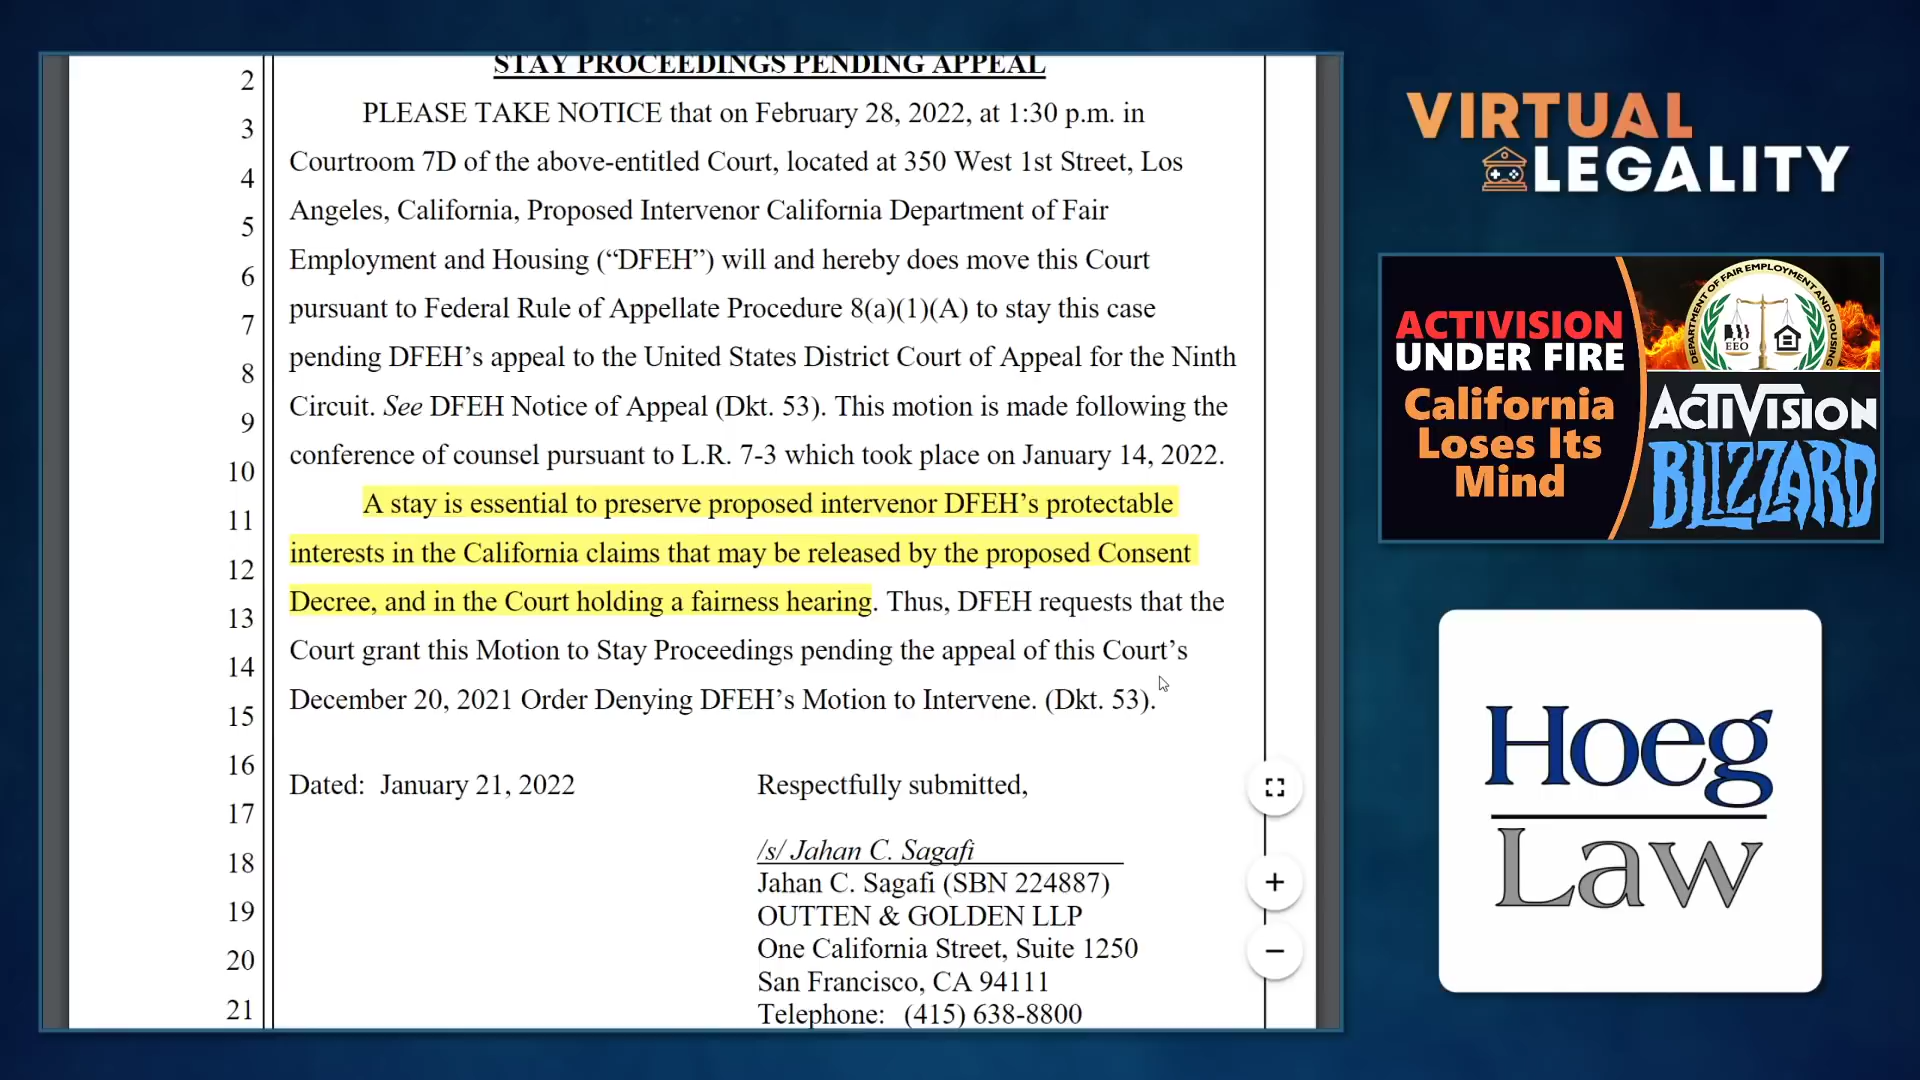 STAY PROCEEDINGS PENDING APPEAL
2
PLEASE TAKE NOTICE that on February 28, 2022, at 1:30 p.m. in
3
Courtroom 7D of the above-entitled Court, located at 350 West 1st Street, Los
4
Angeles, California, Proposed Intervenor California Department of Fair
5
Employment and Housing (“DFEH”) will and hereby does move this Court
6
pursuant to Federal Rule of Appellate Procedure 8(a)(1)(A) to stay this case
7
pending DFEH’s appeal to the United States District Court of Appeal for the Ninth
8
Circuit. See DFEH Notice of Appeal (Dkt. 53). This motion is made following the
9
conference of counsel pursuant to L.R. 7-3 which took place on January 14, 2022.
10
A stay is essential to preserve proposed intervenor DFEH’s protectable
11
interests in the California claims that may be released by the proposed Consent
12
Decree, and in the Court holding a fairness hearing. Thus, DFEH requests that the
13
Court grant this Motion to Stay Proceedings pending the appeal of this Court’s
14
December 20, 2021 Order Denying DFEH’s Motion to Intervene. (Dkt. 53).
15
16
Dated: January 21, 2022 Respectfully submitted,
17
/s/ Jahan C. Sagafi
18
Jahan C. Sagafi (SBN 224887)
19
OUTTEN & GOLDEN LLP
One California Street, Suite 1250
20
San Francisco, CA 94111
21
Telephone: (415) 638-8800
VIRTUAL
LEGALITY
ACTIVISION
UNDER FIRE
California
Loses Its
Mind
DEPARTMENT OF FAIR EMPLOYMENT AND HOUSING
EEO
ACTIVISION
BLIZZARD
Hoeg
Law